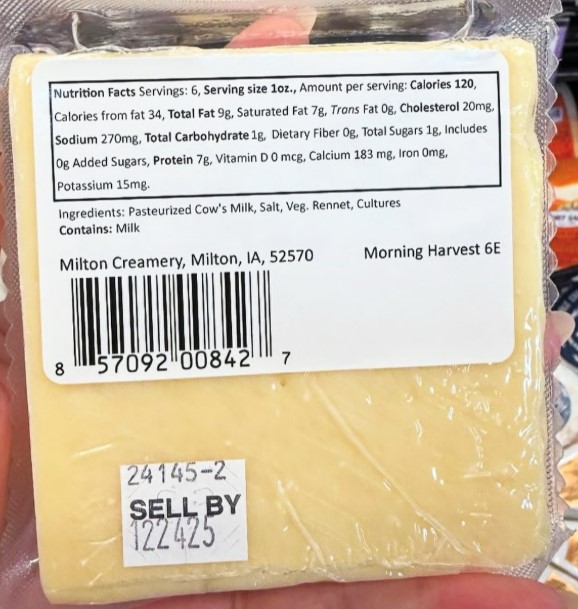 Nutrition Facts Servings: 6, Serving size 1oz., Amount per serving: Calories 120,
Calories from fat 34, Total Fat 9g, Saturated Fat 7g, Trans Fat 0g, Cholesterol 20mg,
Sodium 270mg, Total Carbohydrate 1g, Dietary Fiber 0g, Total Sugars 1g, Includes
0g Added Sugars, Protein 7g, Vitamin D 0 mcg, Calcium 183 mg, Iron 0mg,
Potassium 15mg.
Ingredients: Pasteurized Cow's Milk, Salt, Veg. Rennet, Cultures
Contains: Milk
Milton Creamery, Milton, IA, 52570 Morning Harvest 6E
8 57092 00842 7
24145-2
SELL BY
122425